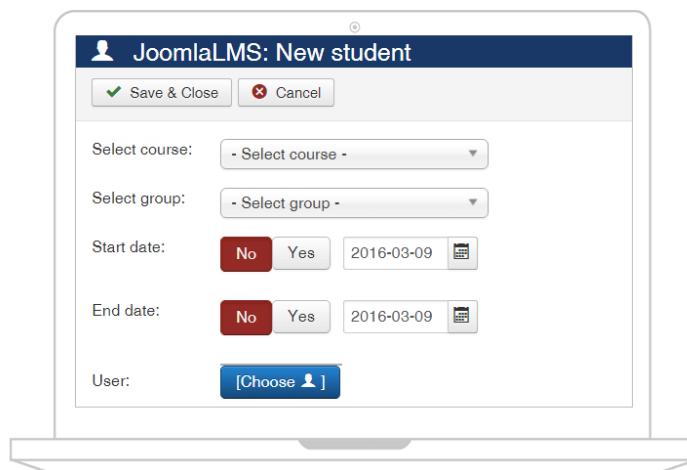 JoomlaLMS: New student
Save & Close Cancel
Select course: - Select course -
Select group: - Select group -
Start date: No Yes 2016-03-09
End date: No Yes 2016-03-09
User: [Choose ]